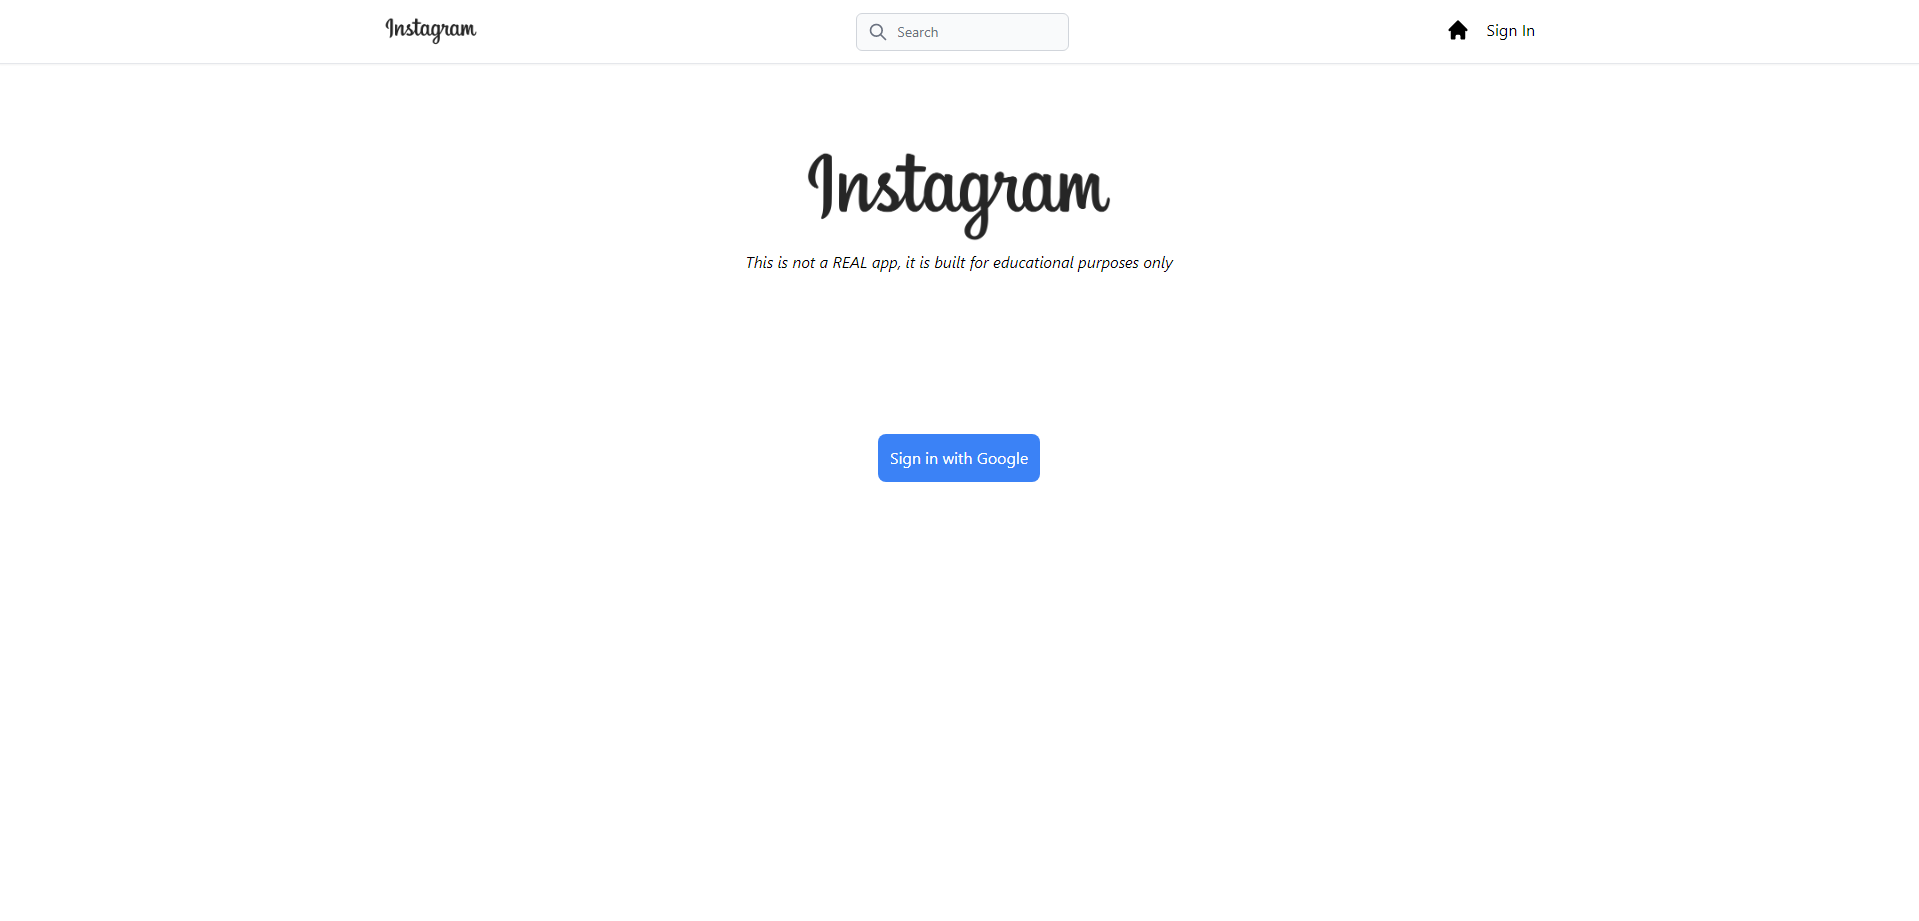 Instagram
Search
Sign In
Instagram
This is not a REAL app, it is built for educational purposes only
Sign in with Google